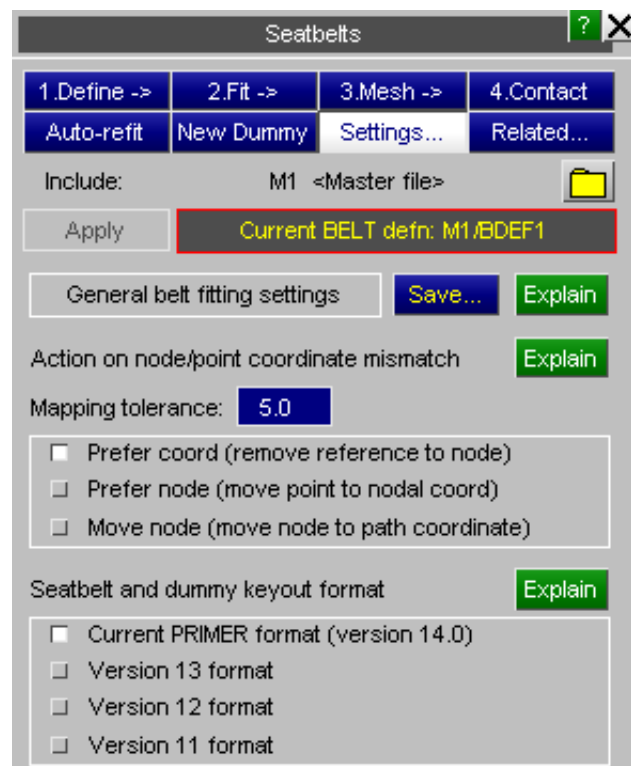 Seatbelts ? X
1.Define -> 2.Fit -> 3.Mesh -> 4.Contact
Auto-refit New Dummy Settings... Related...
Include: M1 <Master file>
Apply Current BELT defn: M1/BDEF1
General belt fitting settings Save... Explain
Action on node/point coordinate mismatch Explain
Mapping tolerance: 5.0
Prefer coord (remove reference to node)
Prefer node (move point to nodal coord)
Move node (move node to path coordinate)
Seatbelt and dummy keyout format Explain
Current PRIMER format (version 14.0)
Version 13 format
Version 12 format
Version 11 format